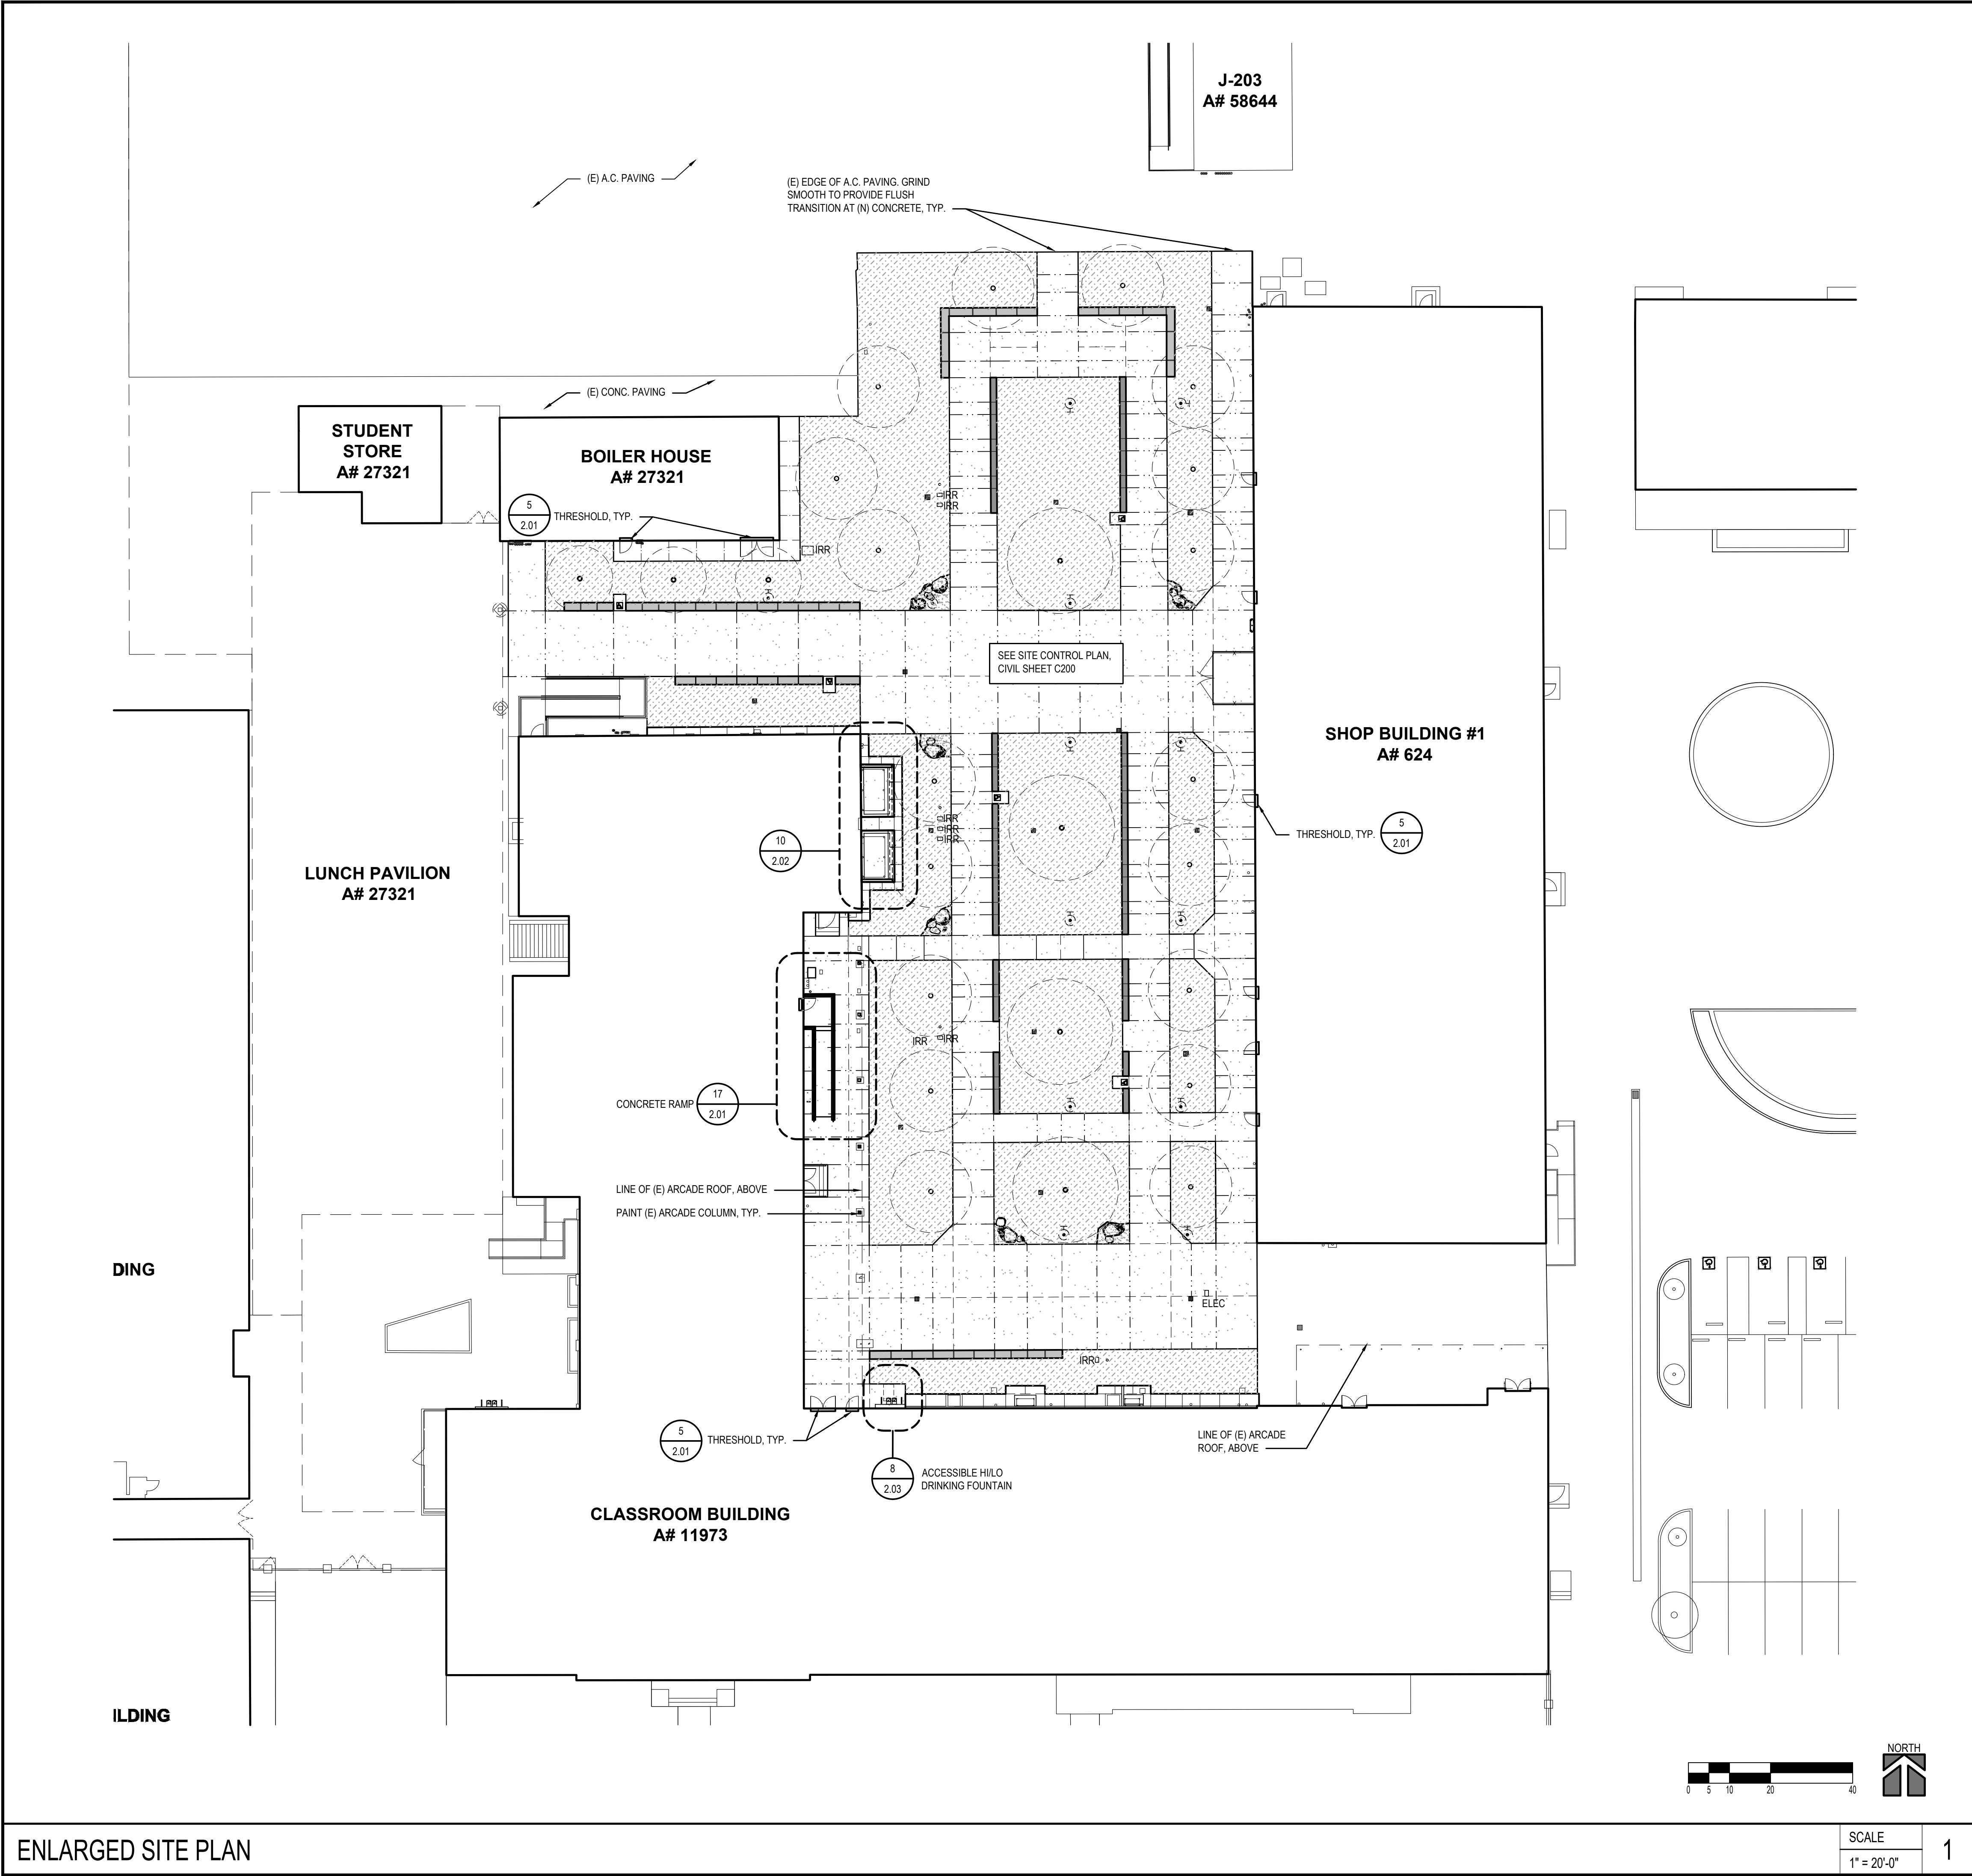 J-203
A# 58644
(E) A.C. PAVING
(E) EDGE OF A.C. PAVING. GRIND
SMOOTH TO PROVIDE FLUSH
TRANSITION AT (N) CONCRETE, TYP.
(E) CONC. PAVING
STUDENT
STORE
A# 27321
BOILER HOUSE
A# 27321
5
2.01
THRESHOLD, TYP.
IRR
IRR
IRR
SEE SITE CONTROL PLAN,
CIVIL SHEET C200
SHOP BUILDING #1
A# 624
THRESHOLD, TYP.
5
2.01
10
2.02
IRR
IRR
IRR
LUNCH PAVILION
A# 27321
IRR
IRR
CONCRETE RAMP
17
2.01
LINE OF (E) ARCADE ROOF, ABOVE
PAINT (E) ARCADE COLUMN, TYP.
DING
ELEC
IRR
5
2.01
THRESHOLD, TYP.
8
2.03
ACCESSIBLE HI/LO
DRINKING FOUNTAIN
LINE OF (E) ARCADE
ROOF, ABOVE
CLASSROOM BUILDING
A# 11973
ILDING
NORTH
0 5 10 20 40
ENLARGED SITE PLAN
SCALE
1" = 20'-0"
1